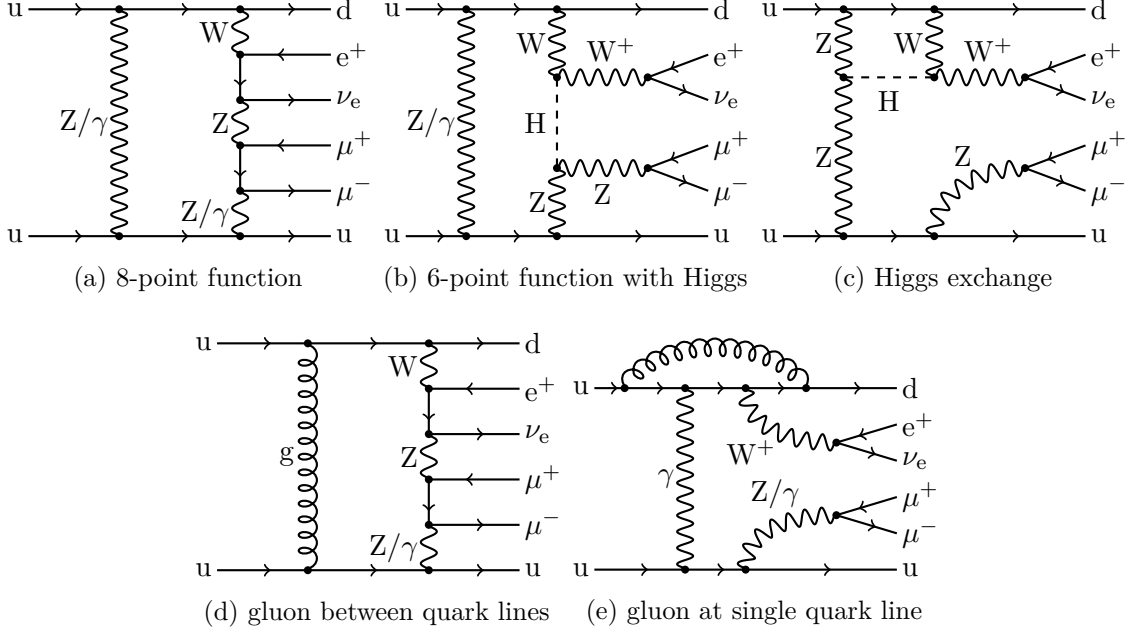 u d
W
e⁺
νₑ
Z/γ Z
μ⁺
μ⁻
Z/γ
u u
(a) 8-point function
u d
W W⁺ e⁺
νₑ
Z/γ H
μ⁺
μ⁻
Z Z
u u
(b) 6-point function with Higgs
u d
Z W W⁺ e⁺
νₑ
H
Z Z μ⁺
μ⁻
u u
(c) Higgs exchange
u d
W
e⁺
νₑ
g Z
μ⁺
μ⁻
Z/γ
u u
(d) gluon between quark lines
u d
e⁺
νₑ
W⁺
γ Z/γ μ⁺
μ⁻
u u
(e) gluon at single quark line